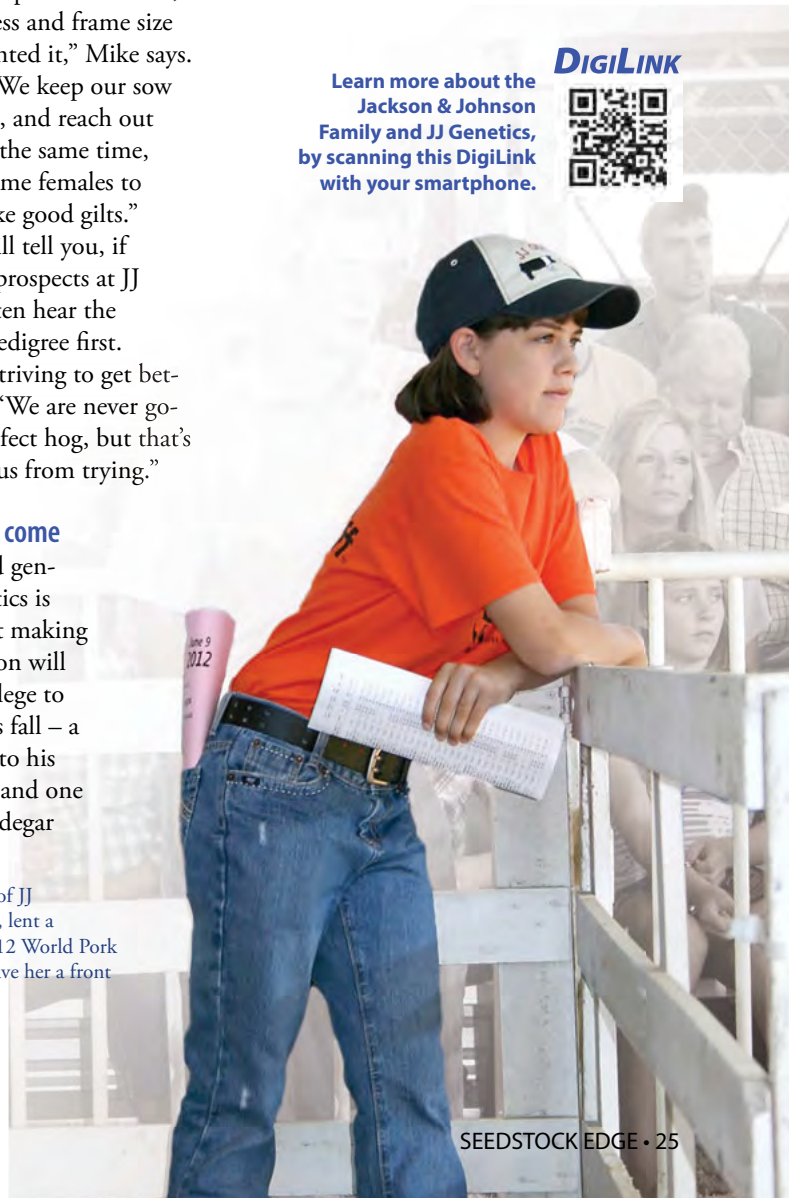 ess and frame size
nted it,” Mike says.
We keep our sow
, and reach out
the same time,
me females to
ke good gilts.”
ll tell you, if
prospects at JJ
en hear the
edigree first.
triving to get bet-
“We are never go-
fect hog, but that’s
us from trying.”
come
d gen-
tics is
t making
on will
lege to
s fall – a
to his
and one
degar
of JJ
, lent a
12 World Pork
ve her a front
DIGILINK
Learn more about the
Jackson & Johnson
Family and JJ Genetics,
by scanning this DigiLink
with your smartphone.
JJ
June 9
2012
SEEDSTOCK EDGE • 25